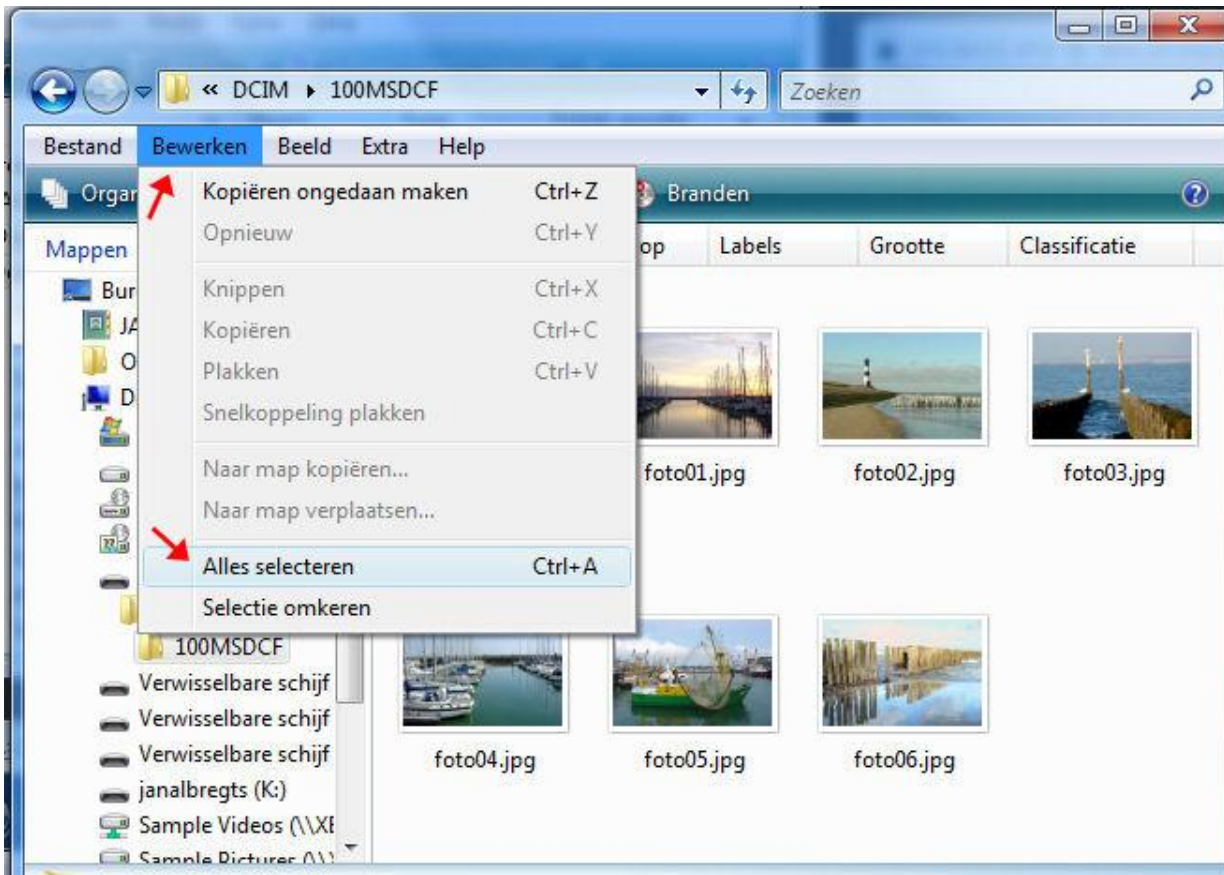 « DCIM ▸ 100MSDCF
Zoeken
Bestand Bewerken Beeld Extra Help
Branden
Kopiëren ongedaan maken Ctrl+Z
Opnieuw Ctrl+Y
Knippen Ctrl+X
Kopiëren Ctrl+C
Plakken Ctrl+V
Snelkoppeling plakken
Naar map kopiëren...
Naar map verplaatsen...
Alles selecteren Ctrl+A
Selectie omkeren
Labels Grootte Classificatie
Mappen
foto01.jpg foto02.jpg foto03.jpg
100MSDCF
Verwisselbare schijf
Verwisselbare schijf
Verwisselbare schijf
janalbregts (K:)
Sample Videos
Sample Pictures
foto04.jpg foto05.jpg foto06.jpg